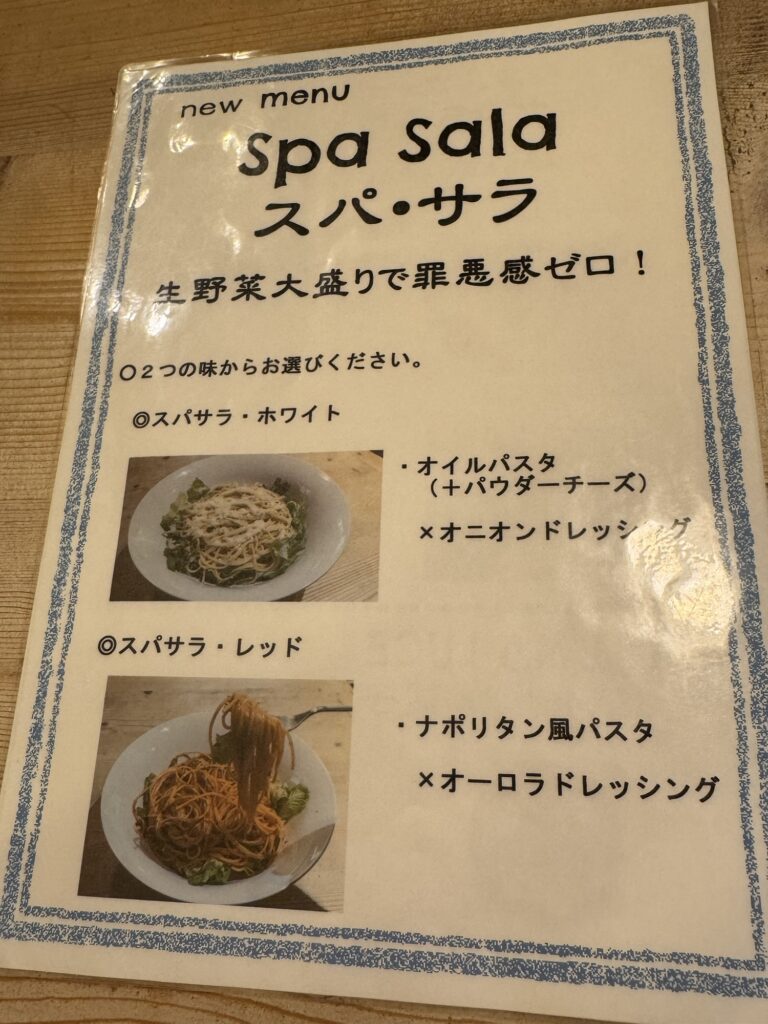 new menu
Spa Sala
スパ・サラ
生野菜大盛りで罪悪感ゼロ！
〇２つの味からお選びください。
◎スパサラ・ホワイト
・オイルパスタ
（＋パウダーチーズ）
×オニオンドレッシング
◎スパサラ・レッド
・ナポリタン風パスタ
×オーロラドレッシング